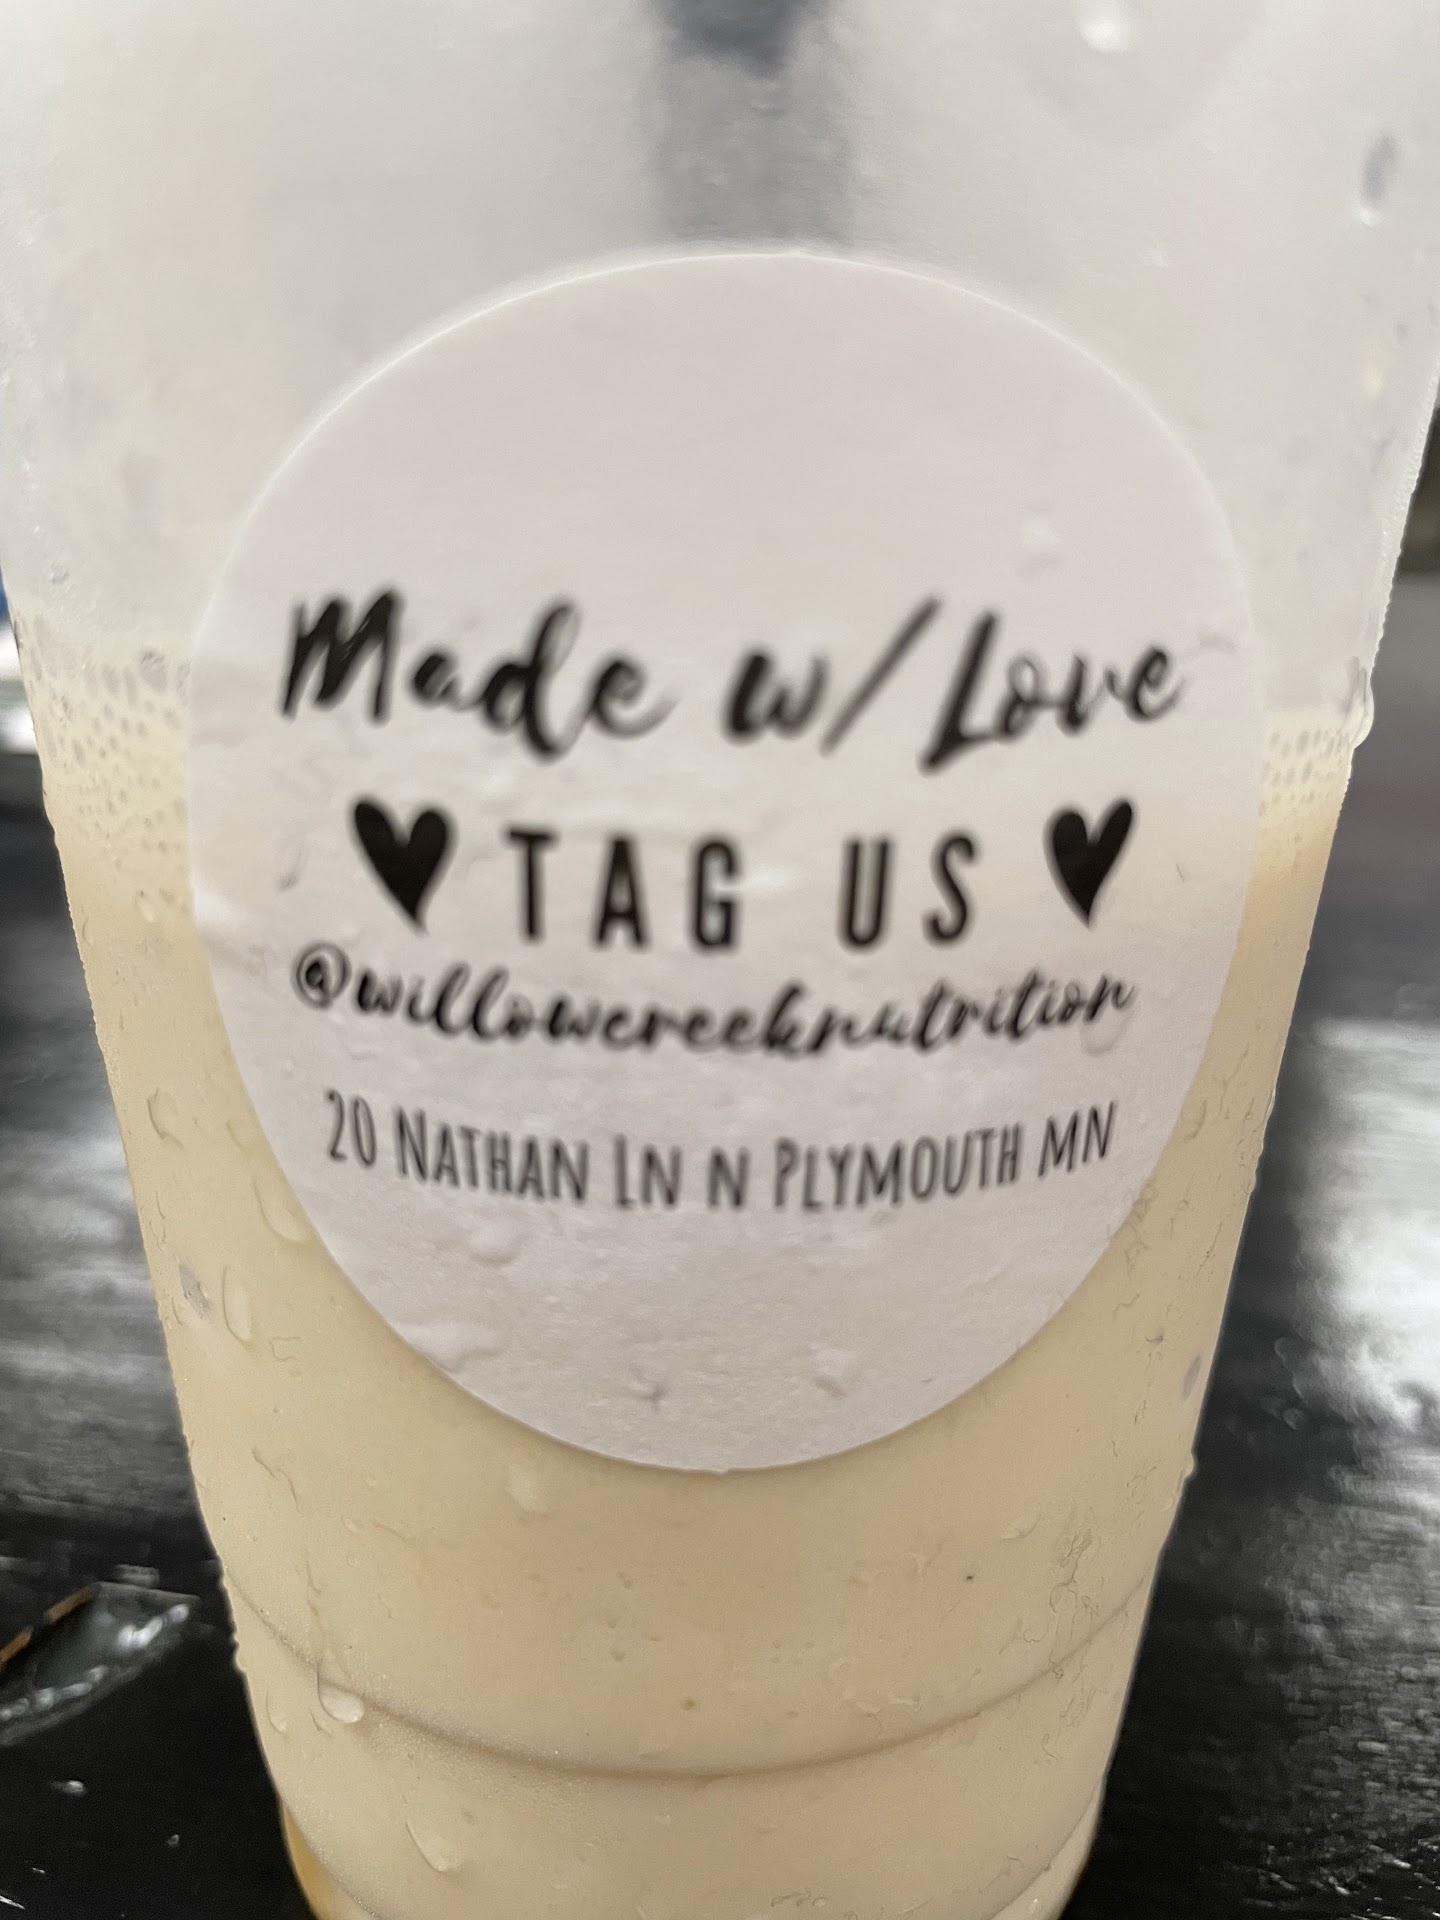 Made w/ Love
♥ TAG US ♥
@willowcreeknutrition
20 Nathan Ln n Plymouth MN